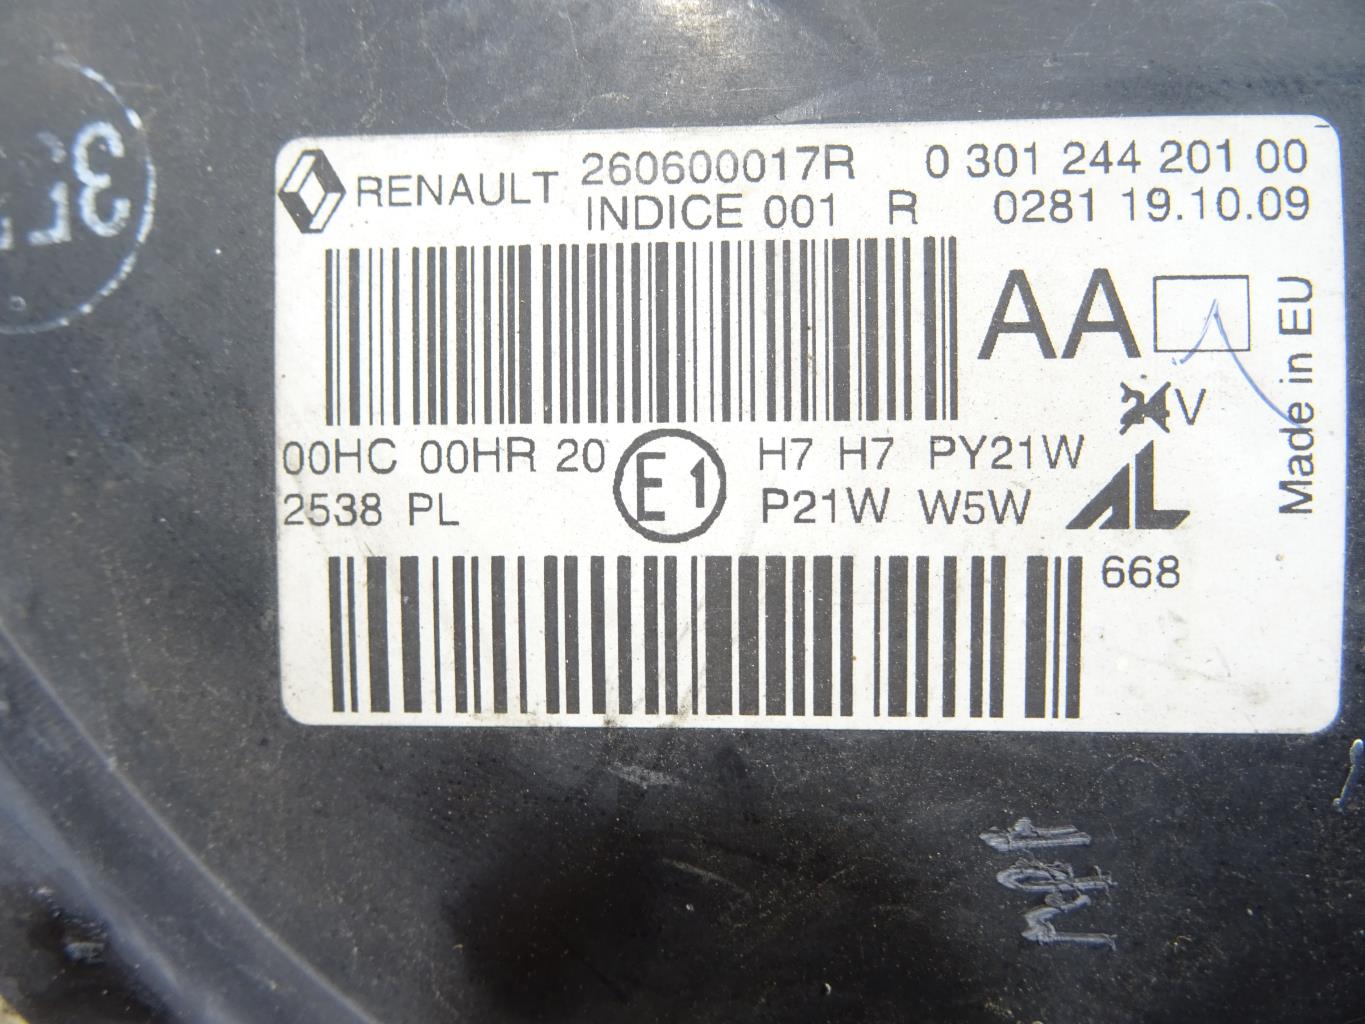 RENAULT 260600017R 0 301 244 201 00
INDICE 001 R 0281 19.10.09
AA
Made in EU
24V
00HC 00HR 20 E1 H7 H7 PY21W
2538 PL P21W W5W AL
668